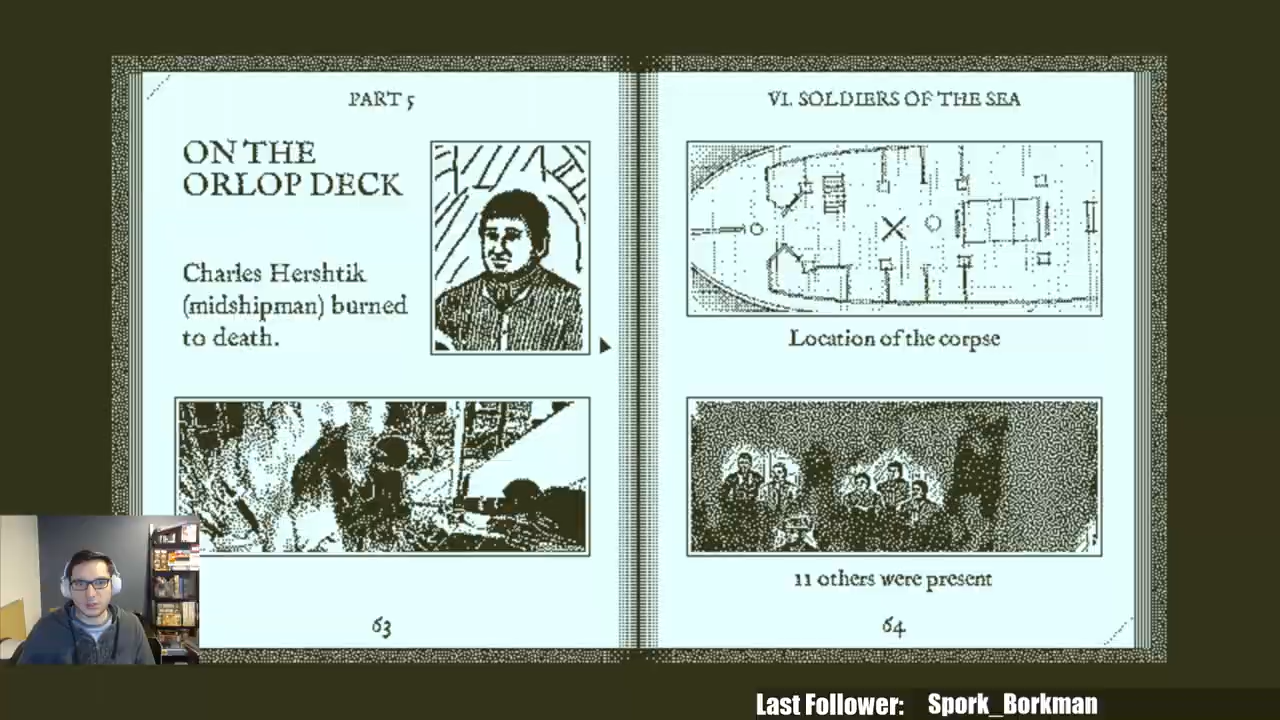 PART 5
ON THE
ORLOP DECK
Charles Hershtik
(midshipman) burned
to death.
63
VI. SOLDIERS OF THE SEA
Location of the corpse
11 others were present
64
Last Follower: Spork_Borkman